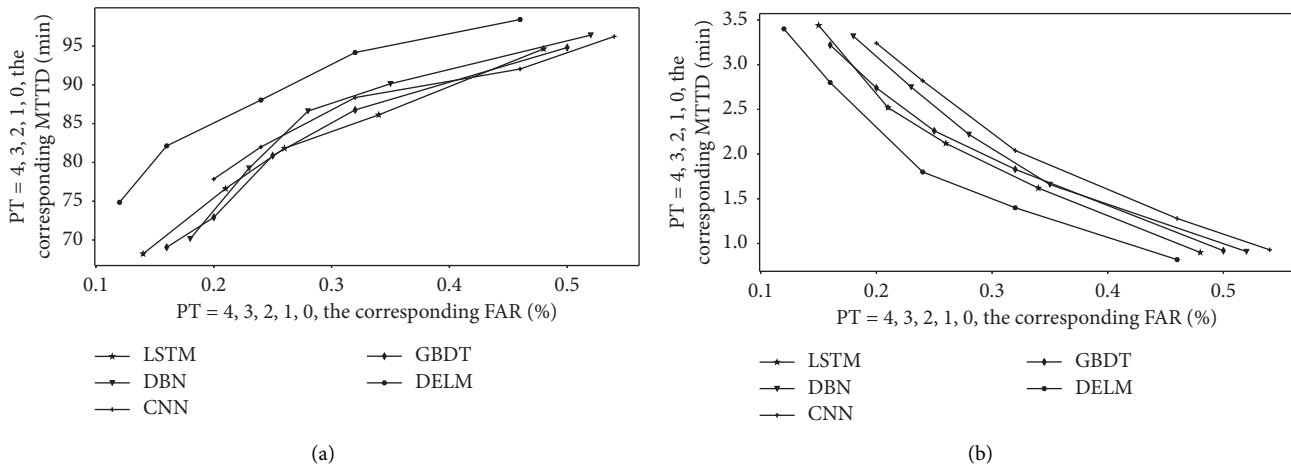 PT = 4, 3, 2, 1, 0, the
corresponding MTTD (min)
95
90
85
80
75
70
0.1
0.2
0.3
0.4
0.5
PT = 4, 3, 2, 1, 0, the corresponding FAR (%)
LSTM
DBN
CNN
GBDT
DELM
(a)
PT = 4, 3, 2, 1, 0, the
corresponding MTTD (min)
3.5
3.0
2.5
2.0
1.5
1.0
0.1
0.2
0.3
0.4
0.5
PT = 4, 3, 2, 1, 0, the corresponding FAR (%)
LSTM
DBN
CNN
GBDT
DELM
(b)